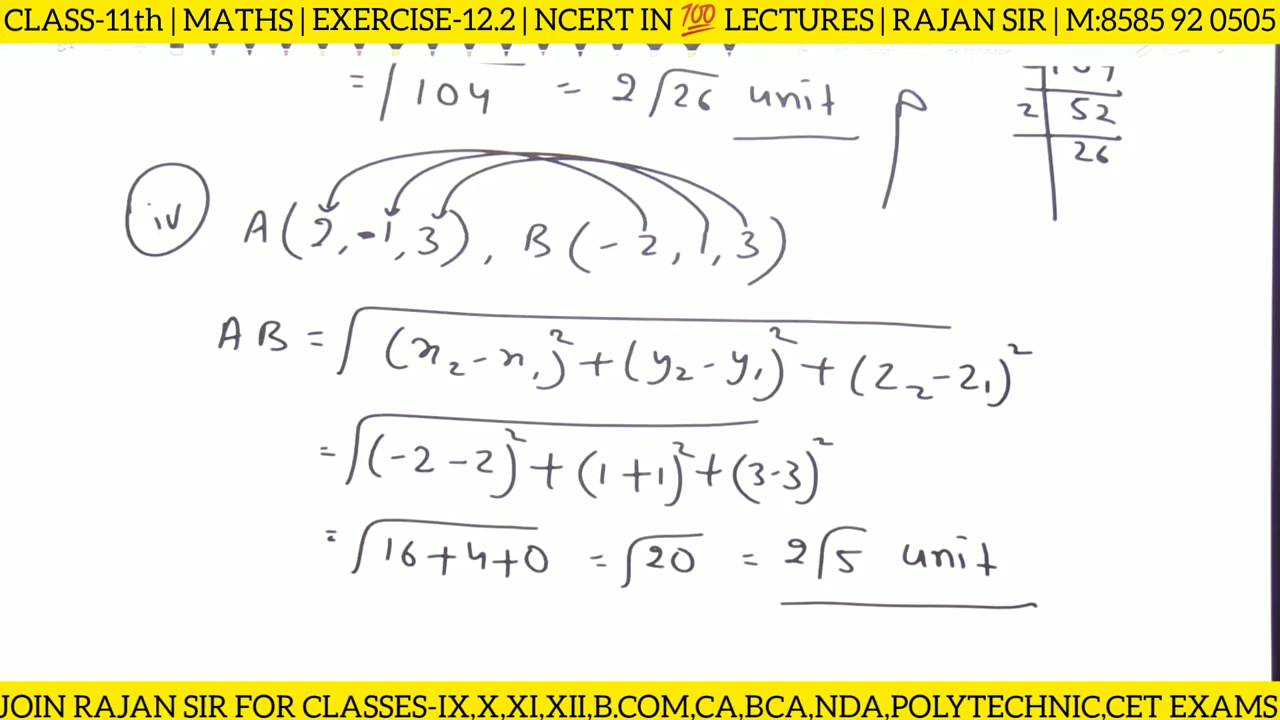 CLASS-11th | MATHS | EXERCISE-12.2 | NCERT IN 💯 LECTURES | RAJAN SIR | M:8585 92 0505
= √104 = 2√26 unit
2 | 52
26
iv A(2,-1,3), B(-2,1,3)
AB = √(x₂-x₁)²+(y₂-y₁)²+(z₂-z₁)²
= √(-2-2)²+(1+1)²+(3-3)²
= √16+4+0 = √20 = 2√5 unit
JOIN RAJAN SIR FOR CLASSES-IX,X,XI,XII,B.COM,CA,BCA,NDA,POLYTECHNIC,CET EXAMS